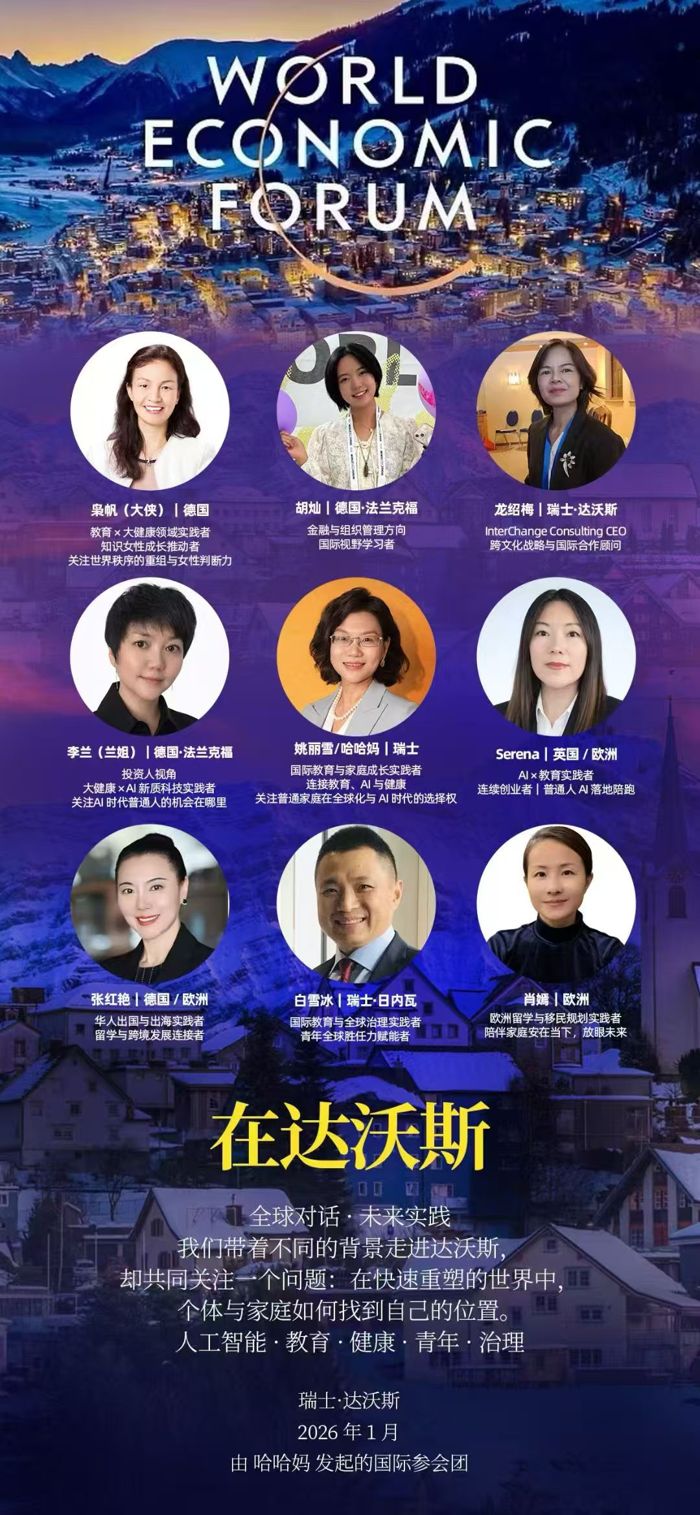 WORLD
ECONOMIC
FORUM
枭帆（大侠）｜德国
教育 × 大健康领域实践者
知识女性成长推动者
关注世界秩序的重组与女性判断力
胡灿｜德国·法兰克福
金融与组织管理方向
国际视野学习者
龙绍梅｜瑞士·达沃斯
InterChange Consulting CEO
跨文化战略与国际合作顾问
李兰（兰姐）｜德国·法兰克福
投资人视角
大健康 ×AI 新质科技实践者
关注AI 时代普通人的机会在哪里
姚丽雪/哈哈妈｜瑞士
国际教育与家庭成长实践者
连接教育、AI 与健康
关注普通家庭在全球化与 AI 时代的选择权
Serena｜英国 / 欧洲
AI × 教育实践者
连续创业者｜普通人 AI 落地陪跑
张红艳｜德国 / 欧洲
华人出国与出海实践者
留学与跨境发展连接者
白雪冰｜瑞士·日内瓦
国际教育与全球治理实践者
青年全球胜任力赋能者
肖嫣｜欧洲
欧洲留学与移民规划实践者
陪伴家庭安在当下，放眼未来
在达沃斯
全球对话 · 未来实践
我们带着不同的背景走进达沃斯，
却共同关注一个问题：在快速重塑的世界中，
个体与家庭如何找到自己的位置。
人工智能 · 教育 · 健康 · 青年 · 治理
瑞士·达沃斯
2026 年 1 月
由 哈哈妈 发起的国际参会团